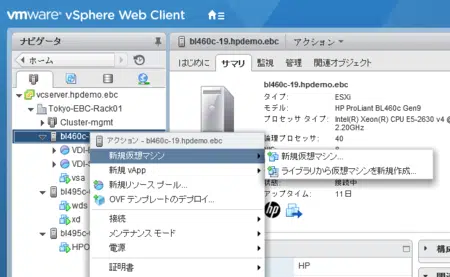 vmware® vSphere Web Client
ナビゲータ
ホーム
bl460c-19.hpdemo.ebc
アクション
はじめに
サマリ
監視
管理
関連オブジェクト
vcserver.hpdemo.ebc
Tokyo-EBC-Rack01
Cluster-mgmt
bl460c-19.hpdemo.ebc
タイプ:
ESXi
モデル:
HP ProLiant BL460c Gen9
プロセッサ タイプ:
Intel(R) Xeon(R) CPU E5-2630 v4 @
2.20GHz
論理プロセッサ:
40
bl460c
VDI-
VDI-
vsa
bl495c
wds
xd
bl495c-
HPO
アクション - bl460c-19.hpdemo.ebc
新規仮想マシン
新規 vApp
新規リソース プール...
OVF テンプレートのデプロイ...
接続
メンテナンス モード
電源
証明書
新規仮想マシン...
ライブラリから仮想マシンを新規作成...
接続中
11日
hp
構成
HP
関連